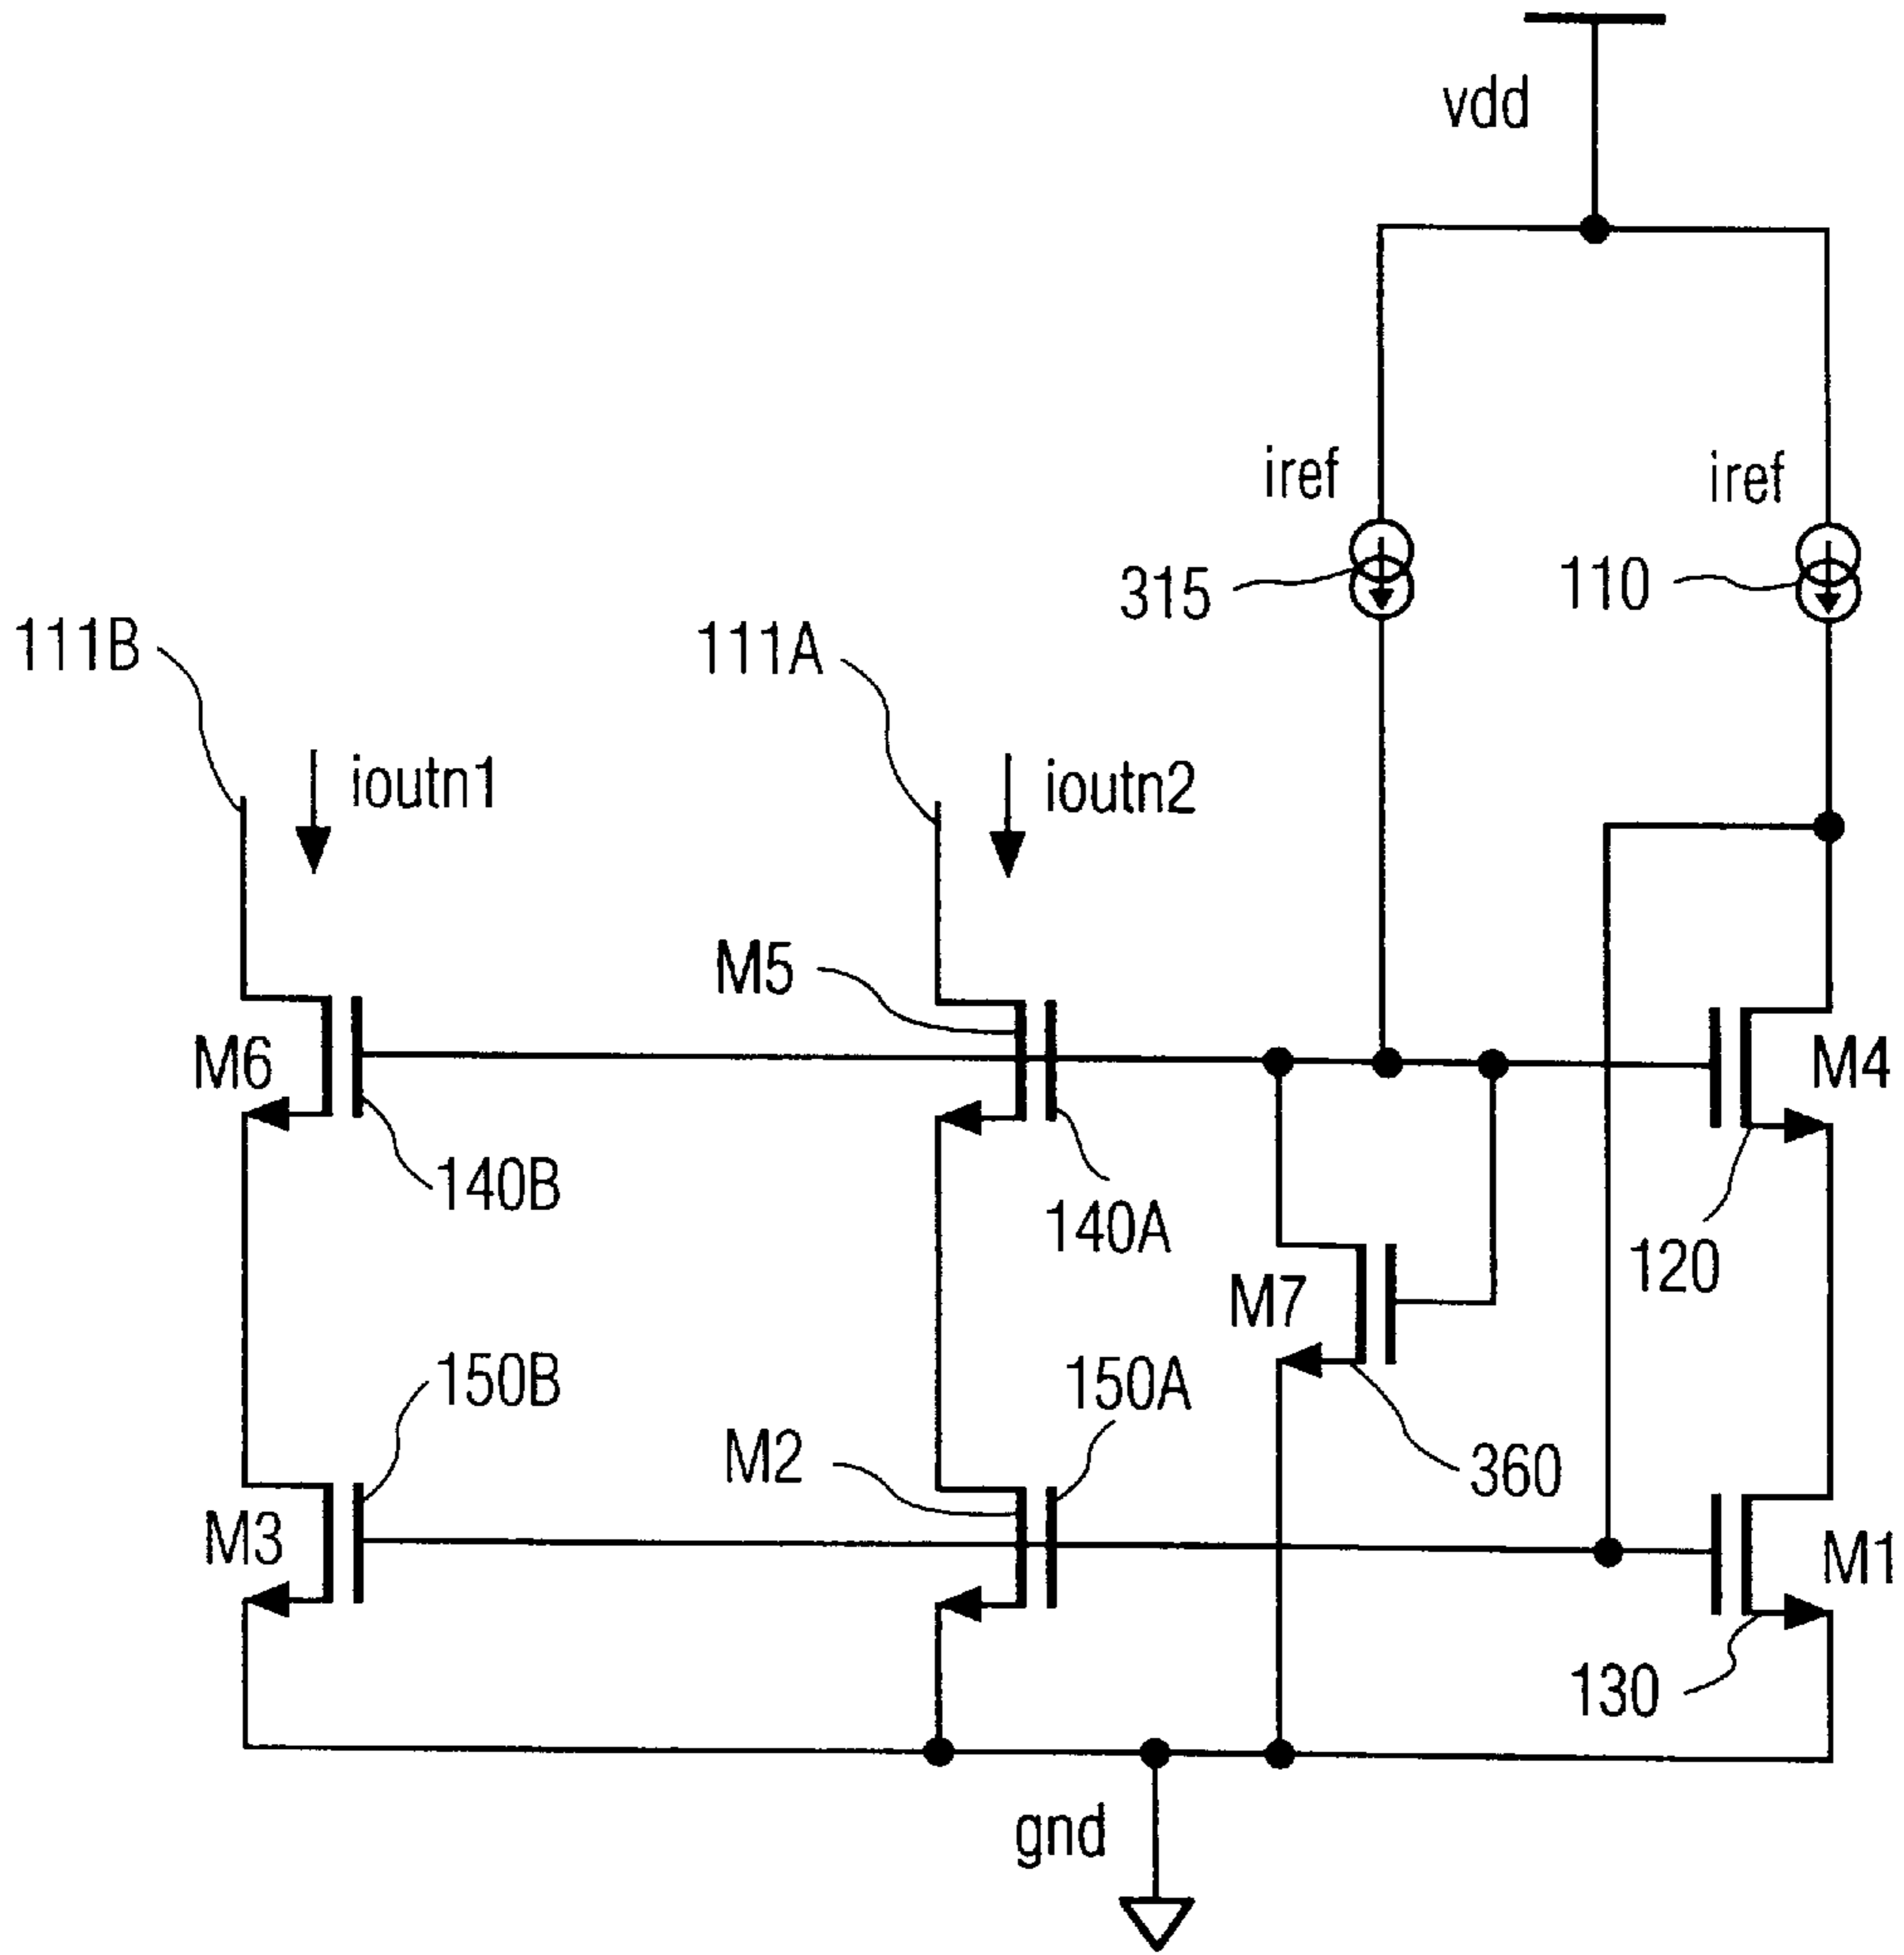 vdd
iref
iref
315
110
111B
111A
ioutn1
ioutn2
M5
M6
M4
140B
140A
120
M7
150B
150A
M2
360
M3
M1
130
gnd